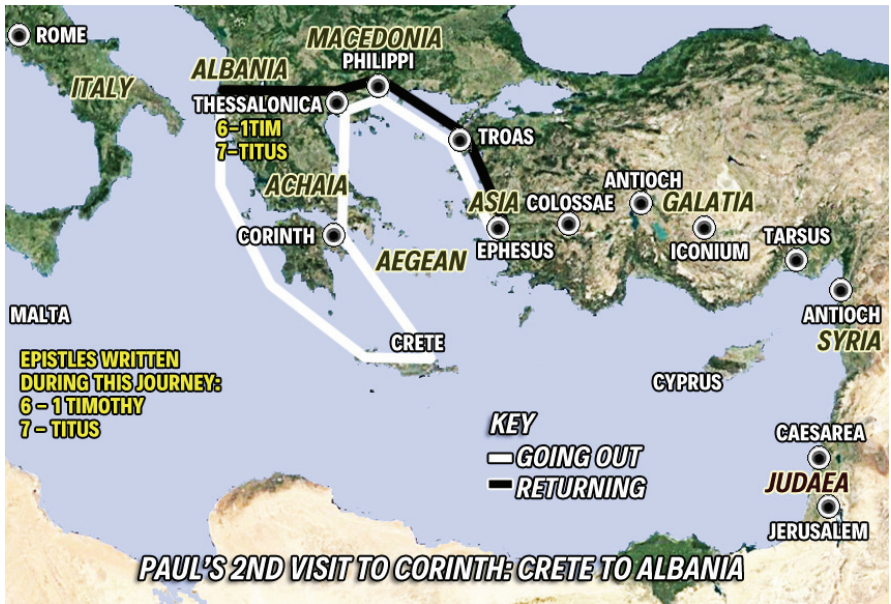 ROME
ITALY
ALBANIA
MACEDONIA
PHILIPPI
THESSALONICA
6-1TIM
7-TITUS
TROAS
ACHAIA
ASIA
COLOSSAE
ANTIOCH
GALATIA
CORINTH
AEGEAN
EPHESUS
ICONIUM
TARSUS
MALTA
ANTIOCH
SYRIA
CRETE
CYPRUS
EPISTLES WRITTEN
DURING THIS JOURNEY:
6 – 1 TIMOTHY
7 – TITUS
KEY
GOING OUT
RETURNING
CAESAREA
JUDAEA
JERUSALEM
PAUL'S 2ND VISIT TO CORINTH: CRETE TO ALBANIA